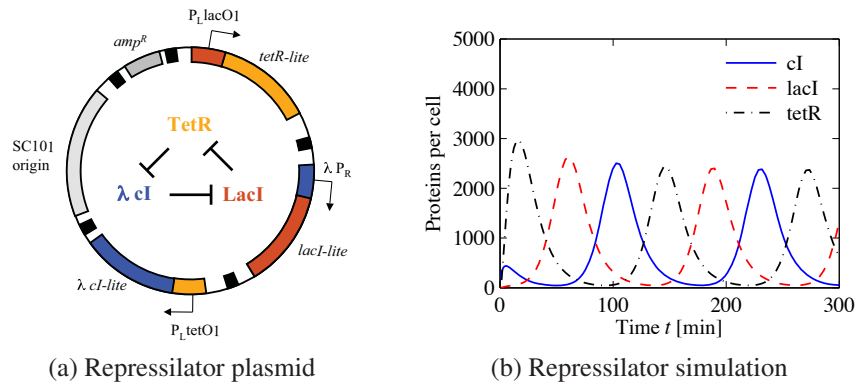 P_L lacO1
amp^R
tetR-lite
TetR
SC101
origin
λ P_R
λ cI
LacI
lacI-lite
λ cI-lite
P_L tetO1
(a) Repressilator plasmid
5000
4000
3000
2000
1000
0
Proteins per cell
cI
lacI
tetR
0
100
200
300
Time t [min]
(b) Repressilator simulation